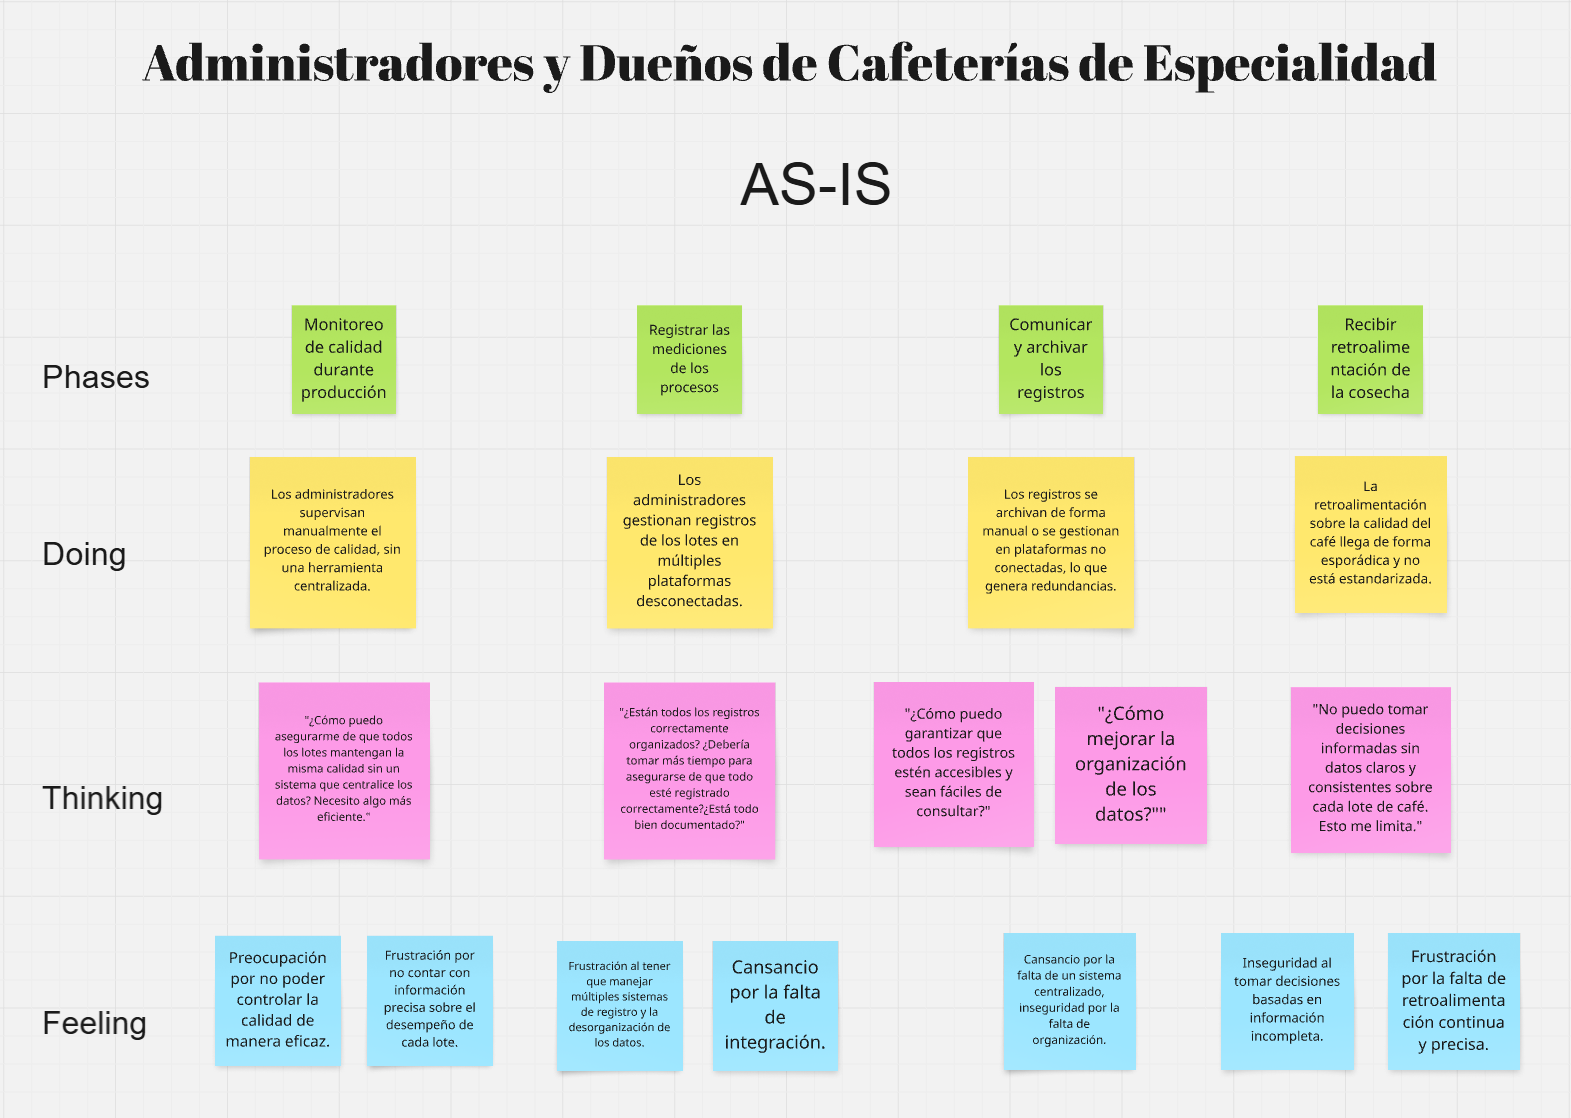 Administradores y Dueños de Cafeterías de Especialidad
AS-IS
Phases
Monitoreo
de calidad
durante
producción
Registrar las
mediciones
de los
procesos
Comunicar
y archivar
los
registros
Recibir
retroalime
ntación de
la cosecha
Doing
Los administradores
supervisan
manualmente el
proceso de calidad, sin
una herramienta
centralizada.
Los
administradores
gestionan registros
de los lotes en
múltiples
plataformas
desconectadas.
Los registros se
archivan de forma
manual o se gestionan
en plataformas no
conectadas, lo que
genera redundancias.
La
retroalimentación
sobre la calidad del
café llega de forma
esporádica y no
está estandarizada.
Thinking
"¿Cómo puedo
asegurarme de que todos
los lotes mantengan la
misma calidad sin un
sistema que centralice los
datos? Necesito algo más
eficiente."
"¿Están todos los registros
correctamente
organizados? ¿Debería
tomar más tiempo para
asegurarse de que todo
esté registrado
correctamente?¿Está todo
bien documentado?"
"¿Cómo puedo
garantizar que
todos los registros
estén accesibles y
sean fáciles de
consultar?"
"¿Cómo
mejorar la
organización
de los
datos?""
"No puedo tomar
decisiones
informadas sin
datos claros y
consistentes sobre
cada lote de café.
Esto me limita."
Feeling
Preocupación
por no poder
controlar la
calidad de
manera eficaz.
Frustración por
no contar con
información
precisa sobre el
desempeño de
cada lote.
Frustración al tener
que manejar
múltiples sistemas
de registro y la
desorganización de
los datos.
Cansancio
por la falta
de
integración.
Cansancio por la
falta de un sistema
centralizado,
inseguridad por la
falta de
organización.
Inseguridad al
tomar decisiones
basadas en
información
incompleta.
Frustración
por la falta de
retroalimenta
ción continua
y precisa.